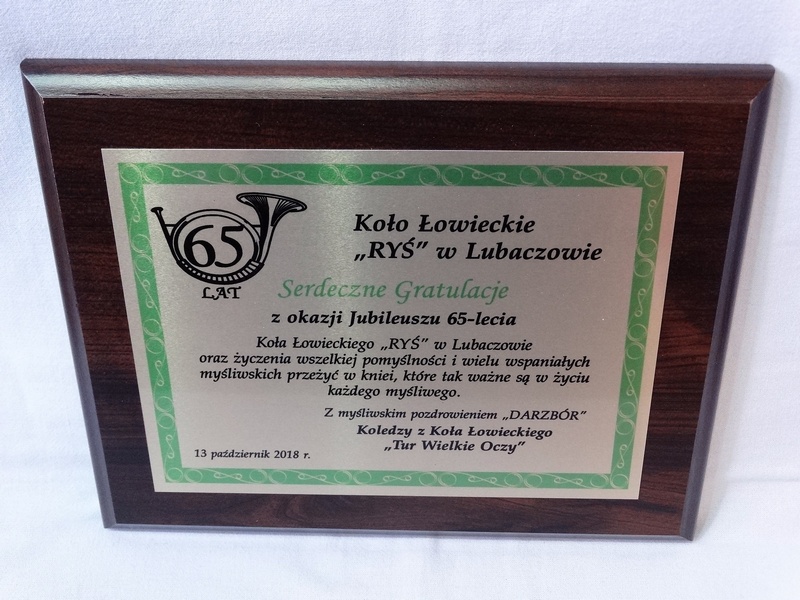 65
LAT
Koło Łowieckie
„RYŚ” w Lubaczowie
Serdeczne Gratulacje
z okazji Jubileuszu 65-lecia
Koła Łowieckiego „RYŚ” w Lubaczowie
oraz życzenia wszelkiej pomyślności i wielu wspaniałych
myśliwskich przeżyć w kniei, które tak ważne są w życiu
każdego myśliwego.
Z myśliwskim pozdrowieniem „DARZBÓR”
Koledzy z Koła Łowieckiego
„Tur Wielkie Oczy”
13 październik 2018 r.